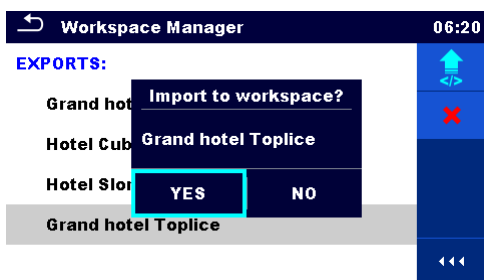 Workspace Manager 06:20
EXPORTS:
</>
Grand hot
Import to workspace?
Hotel Cub
Grand hotel Toplice
Hotel Slon
YES NO
Grand hotel Toplice